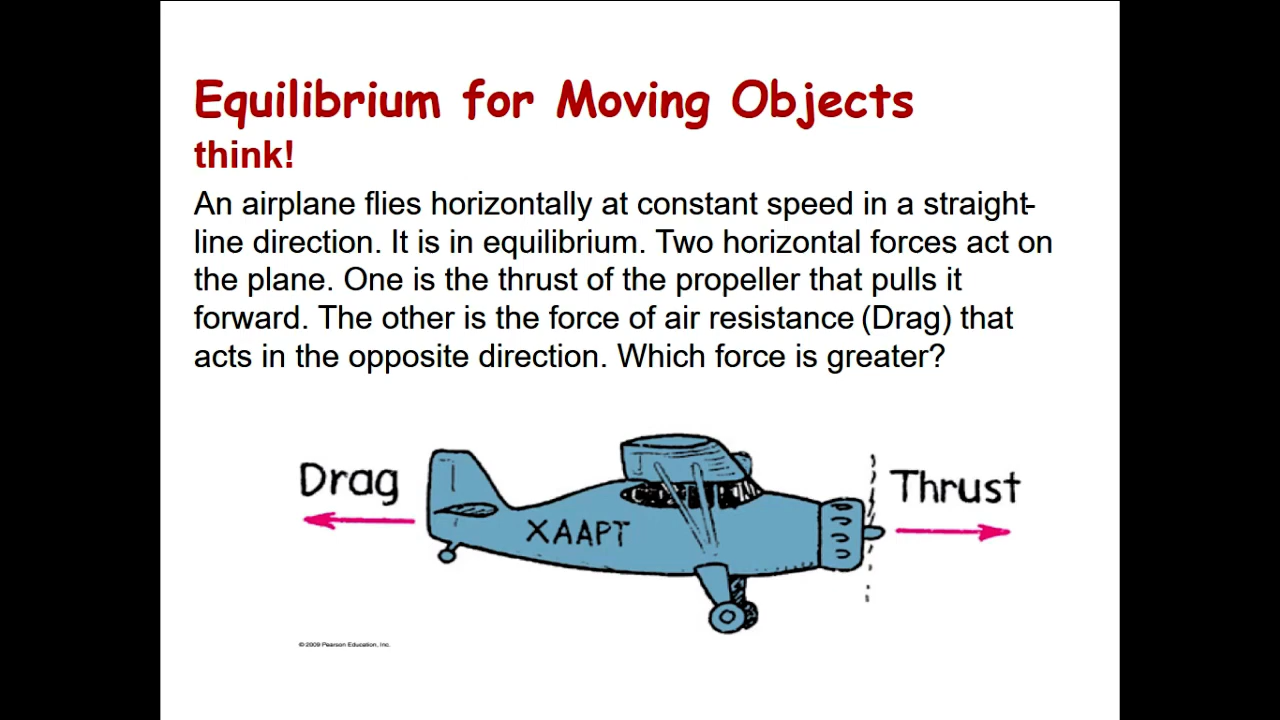 Equilibrium for Moving Objects
think!
An airplane flies horizontally at constant speed in a straight-
line direction. It is in equilibrium. Two horizontal forces act on
the plane. One is the thrust of the propeller that pulls it
forward. The other is the force of air resistance (Drag) that
acts in the opposite direction. Which force is greater?
Drag
Thrust
XAAPT
© 2009 Pearson Education, Inc.